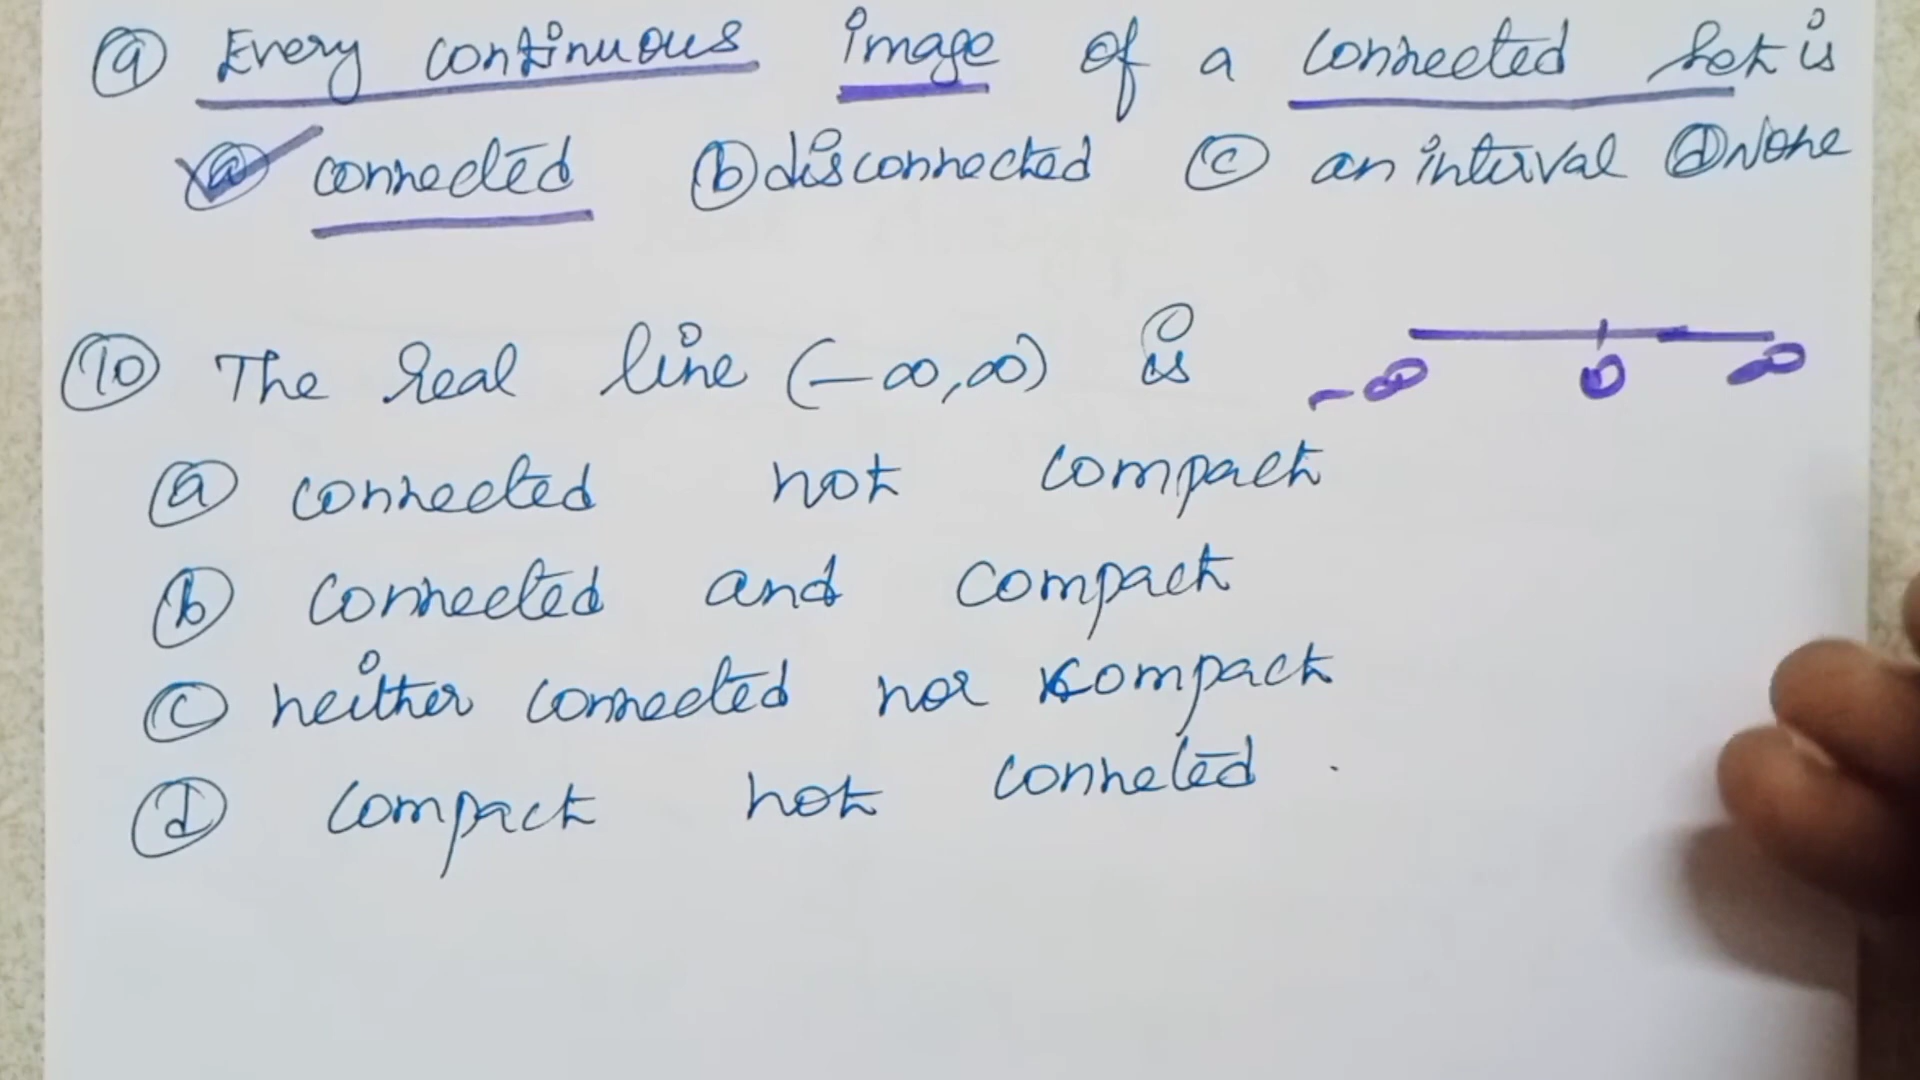 ⑨ Every continuous image of a connected set is
ⓐ connected ⓑ disconnected ⓒ an interval ⓓ None
⑩ The real line (-∞,∞) is
-∞ 0 ∞
ⓐ connected not compact
ⓑ connected and compact
ⓒ neither connected nor compact
ⓓ compact not conneted